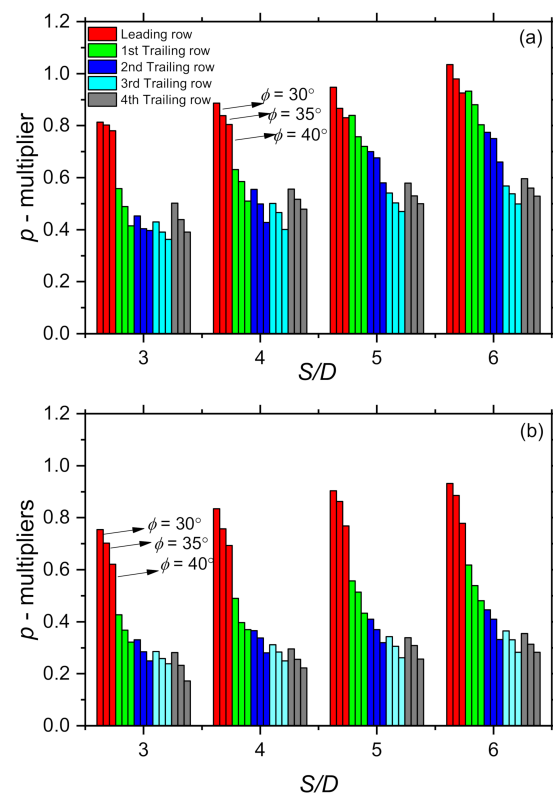 (a)
Leading row
1st Trailing row
2nd Trailing row
3rd Trailing row
4th Trailing row
ϕ = 30°
ϕ = 35°
ϕ = 40°
p - multiplier
1.2
1.0
0.8
0.6
0.4
0.2
0.0
3 4 5 6
S/D
(b)
ϕ = 30°
ϕ = 35°
ϕ = 40°
p - multipliers
1.2
1.0
0.8
0.6
0.4
0.2
0.0
3 4 5 6
S/D